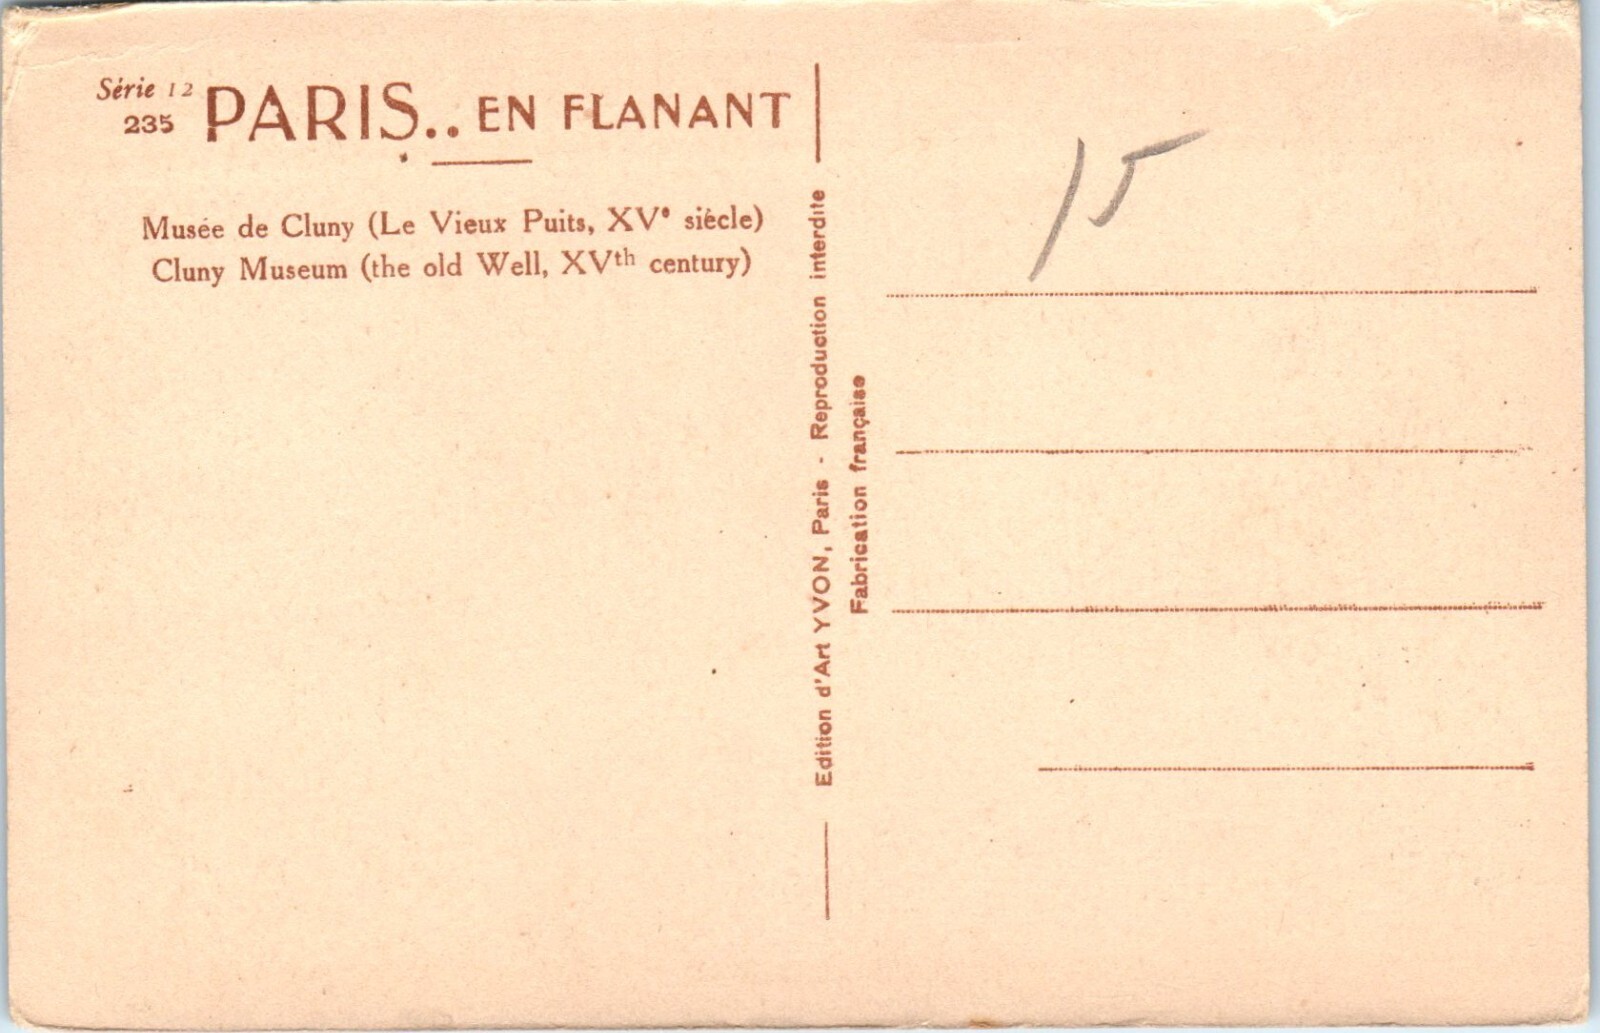 Série 12
235
PARIS.. EN FLANANT
Musée de Cluny (Le Vieux Puits, XVe siècle)
Cluny Museum (the old Well, XVth century)
Edition d'Art YVON, Paris - Reproduction interdite
Fabrication française
15